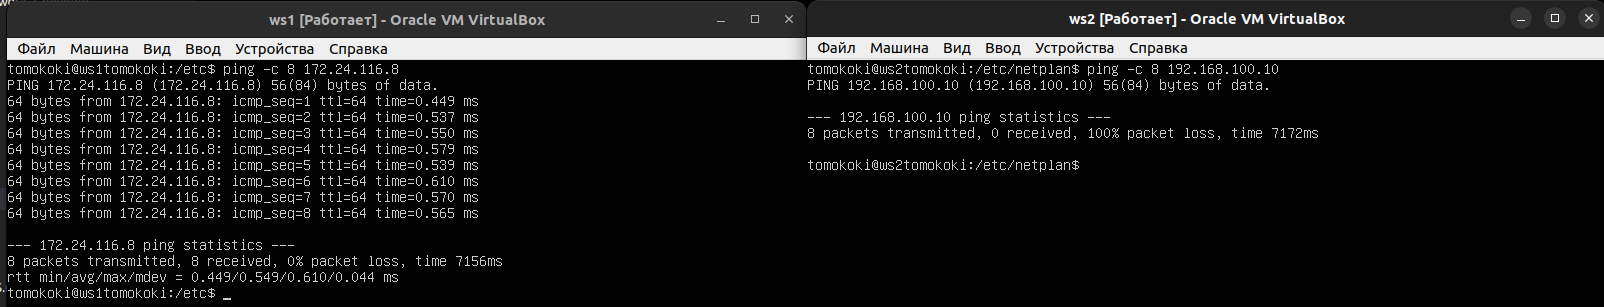 ws1 [Работает] - Oracle VM VirtualBox
Файл Машина Вид Ввод Устройства Справка
tomokoki@ws1tomokoki:/etc$ ping -c 8 172.24.116.8
PING 172.24.116.8 (172.24.116.8) 56(84) bytes of data.
64 bytes from 172.24.116.8: icmp_seq=1 ttl=64 time=0.449 ms
64 bytes from 172.24.116.8: icmp_seq=2 ttl=64 time=0.537 ms
64 bytes from 172.24.116.8: icmp_seq=3 ttl=64 time=0.550 ms
64 bytes from 172.24.116.8: icmp_seq=4 ttl=64 time=0.579 ms
64 bytes from 172.24.116.8: icmp_seq=5 ttl=64 time=0.539 ms
64 bytes from 172.24.116.8: icmp_seq=6 ttl=64 time=0.610 ms
64 bytes from 172.24.116.8: icmp_seq=7 ttl=64 time=0.570 ms
64 bytes from 172.24.116.8: icmp_seq=8 ttl=64 time=0.565 ms
--- 172.24.116.8 ping statistics ---
8 packets transmitted, 8 received, 0% packet loss, time 7156ms
rtt min/avg/max/mdev = 0.449/0.549/0.610/0.044 ms
tomokoki@ws1tomokoki:/etc$ _
ws2 [Работает] - Oracle VM VirtualBox
Файл Машина Вид Ввод Устройства Справка
tomokoki@ws2tomokoki:/etc/netplan$ ping -c 8 192.168.100.10
PING 192.168.100.10 (192.168.100.10) 56(84) bytes of data.
--- 192.168.100.10 ping statistics ---
8 packets transmitted, 0 received, 100% packet loss, time 7172ms
tomokoki@ws2tomokoki:/etc/netplan$